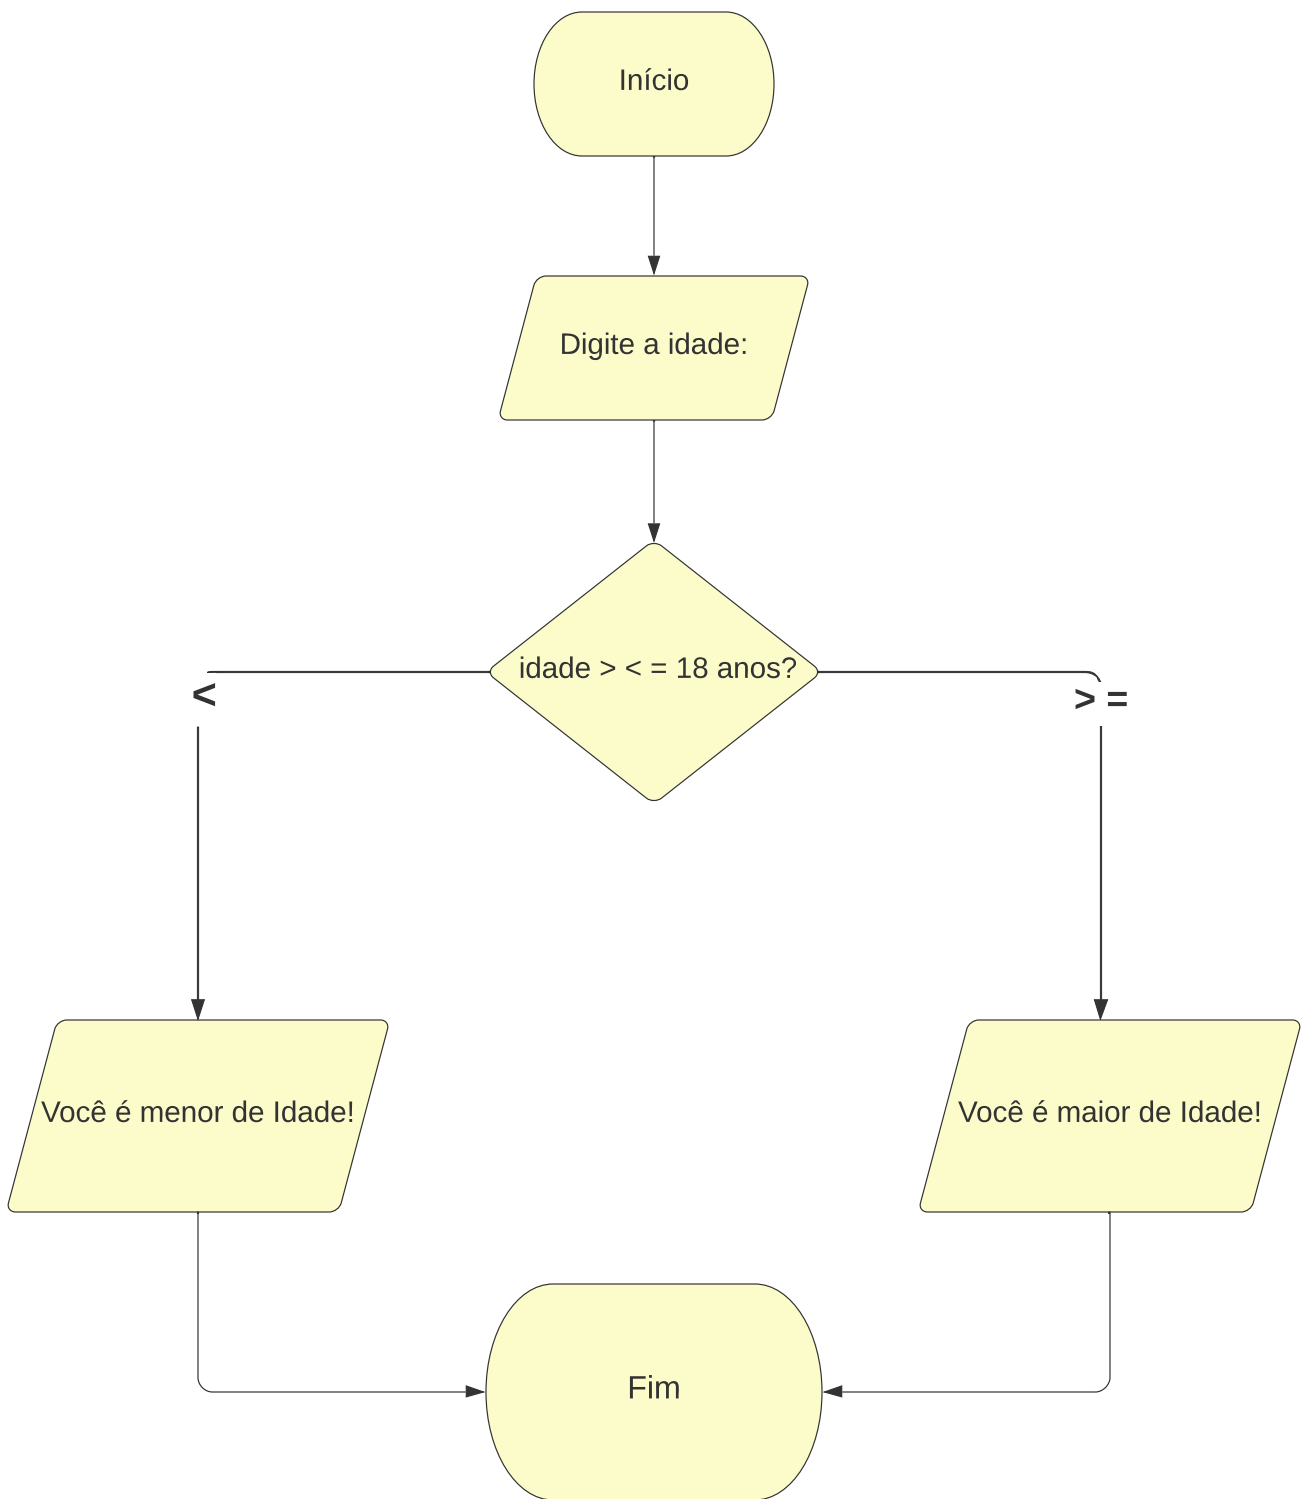 Início
Digite a idade:
idade > < = 18 anos?
<
> =
Você é menor de Idade!
Você é maior de Idade!
Fim